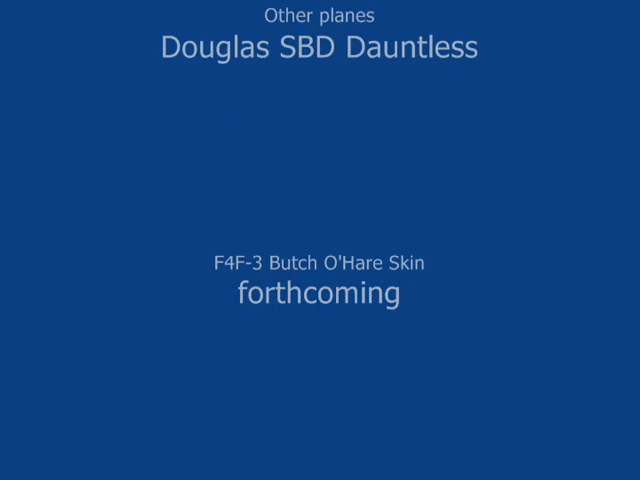 Other planes
Douglas SBD Dauntless
F4F-3 Butch O'Hare Skin
forthcoming